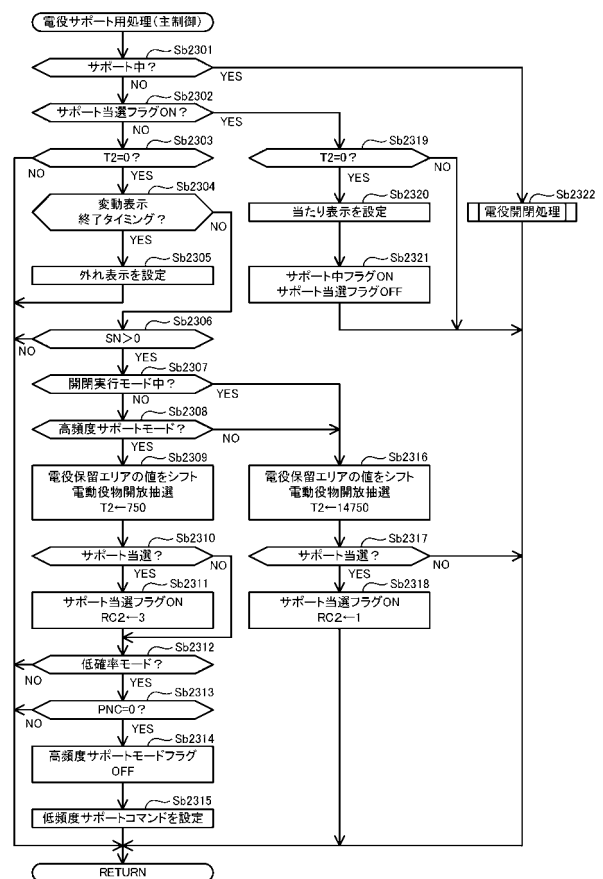 電役サポート用処理(主制御)
Sb2301
サポート中？
YES
NO
Sb2302
サポート当選フラグON？
YES
NO
Sb2303
T2=0？
NO
YES
Sb2304
変動表示
終了タイミング？
NO
YES
Sb2305
外れ表示を設定
Sb2319
T2=0？
NO
YES
Sb2320
当たり表示を設定
Sb2321
サポート中フラグON
サポート当選フラグOFF
Sb2322
電役開閉処理
Sb2306
SN＞0
NO
YES
Sb2307
開閉実行モード中？
YES
NO
Sb2308
高頻度サポートモード？
NO
YES
Sb2309
電役保留エリアの値をシフト
電動役物開放抽選
T2←750
Sb2310
サポート当選？
NO
YES
Sb2311
サポート当選フラグON
RC2←3
Sb2316
電役保留エリアの値をシフト
電動役物開放抽選
T2←14750
Sb2317
サポート当選？
NO
YES
Sb2318
サポート当選フラグON
RC2←1
Sb2312
低確率モード？
NO
YES
Sb2313
PNC=0？
NO
YES
Sb2314
高頻度サポートモードフラグ
OFF
Sb2315
低頻度サポートコマンドを設定
RETURN